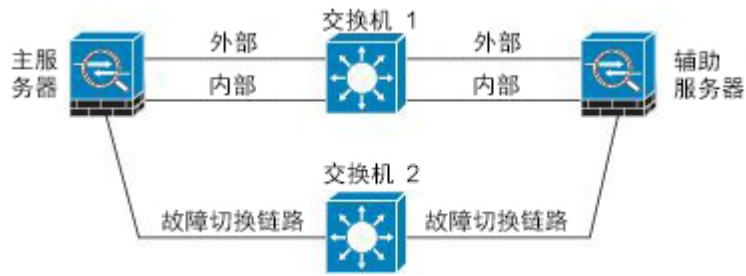 交换机 1
主服
务器
外部
外部
辅助
服务器
内部
内部
交换机 2
故障切换链路
故障切换链路